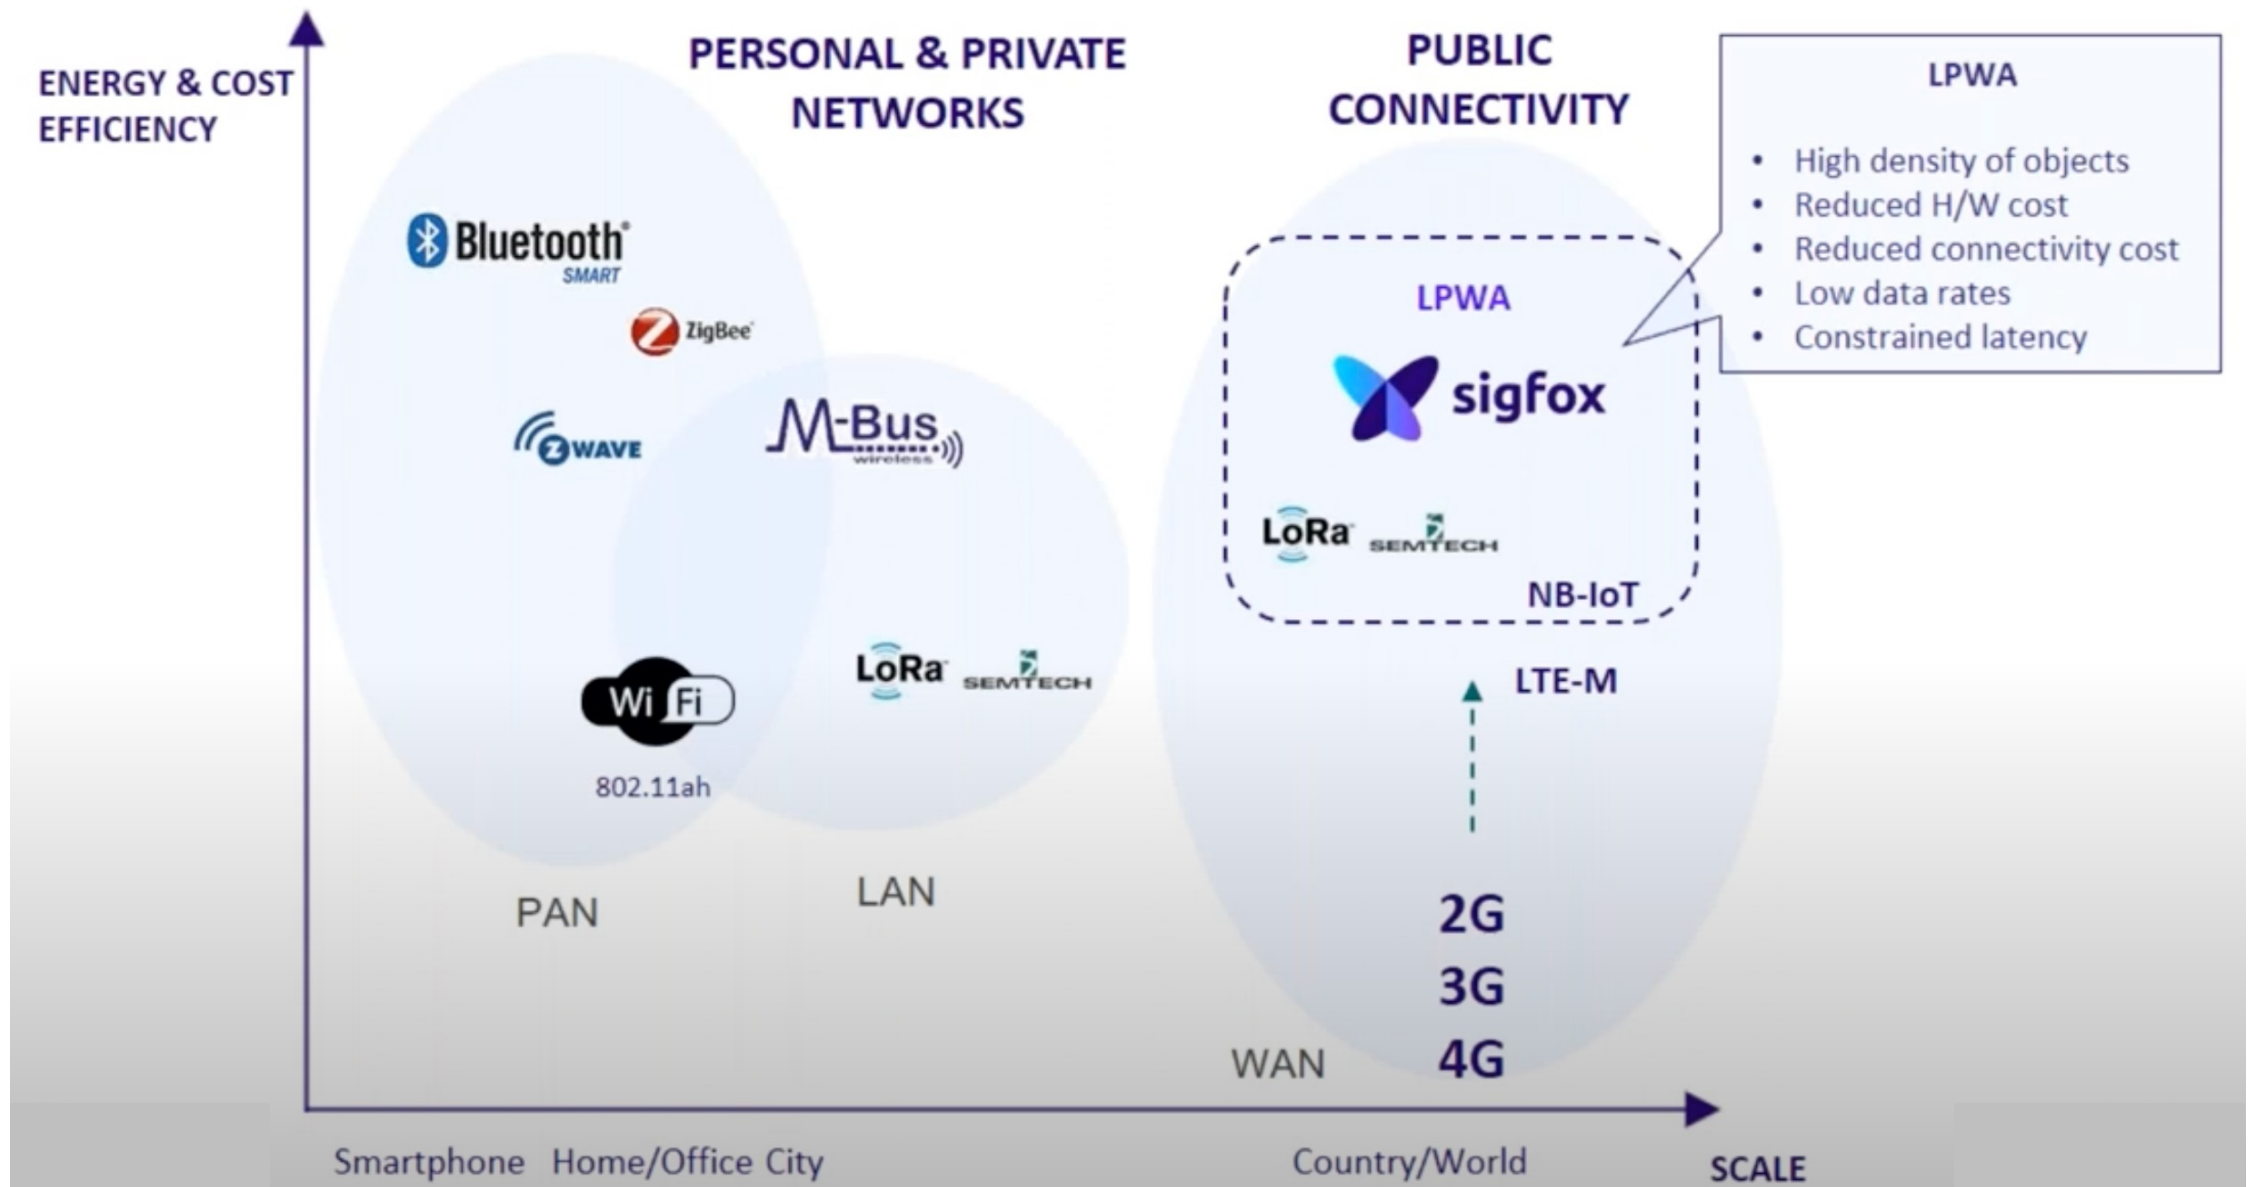 ENERGY & COST
EFFICIENCY
PERSONAL & PRIVATE
NETWORKS
PUBLIC
CONNECTIVITY
LPWA
• High density of objects
• Reduced H/W cost
• Reduced connectivity cost
• Low data rates
• Constrained latency
Bluetooth®
SMART
ZigBee®
Z WAVE
M-Bus
wireless
Wi Fi
802.11ah
LoRa™ SEMTECH
PAN
LAN
LPWA
sigfox
LoRa™ SEMTECH
NB-IoT
LTE-M
2G
3G
4G
WAN
Smartphone Home/Office City Country/World
SCALE